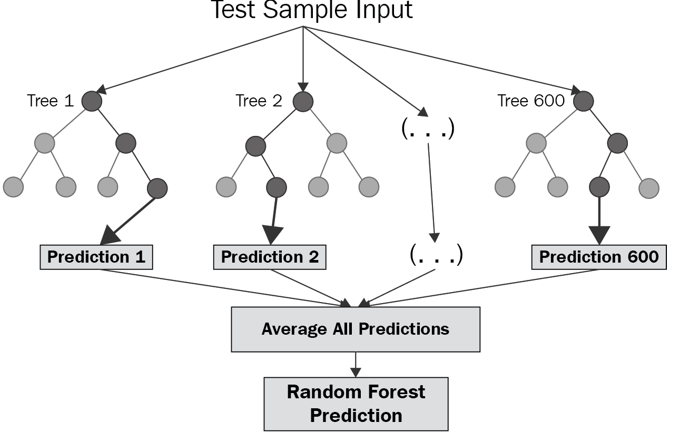 Test Sample Input
Tree 1
Tree 2
Tree 600
(. . .)
Prediction 1
Prediction 2
(. . .)
Prediction 600
Average All Predictions
Random Forest
Prediction